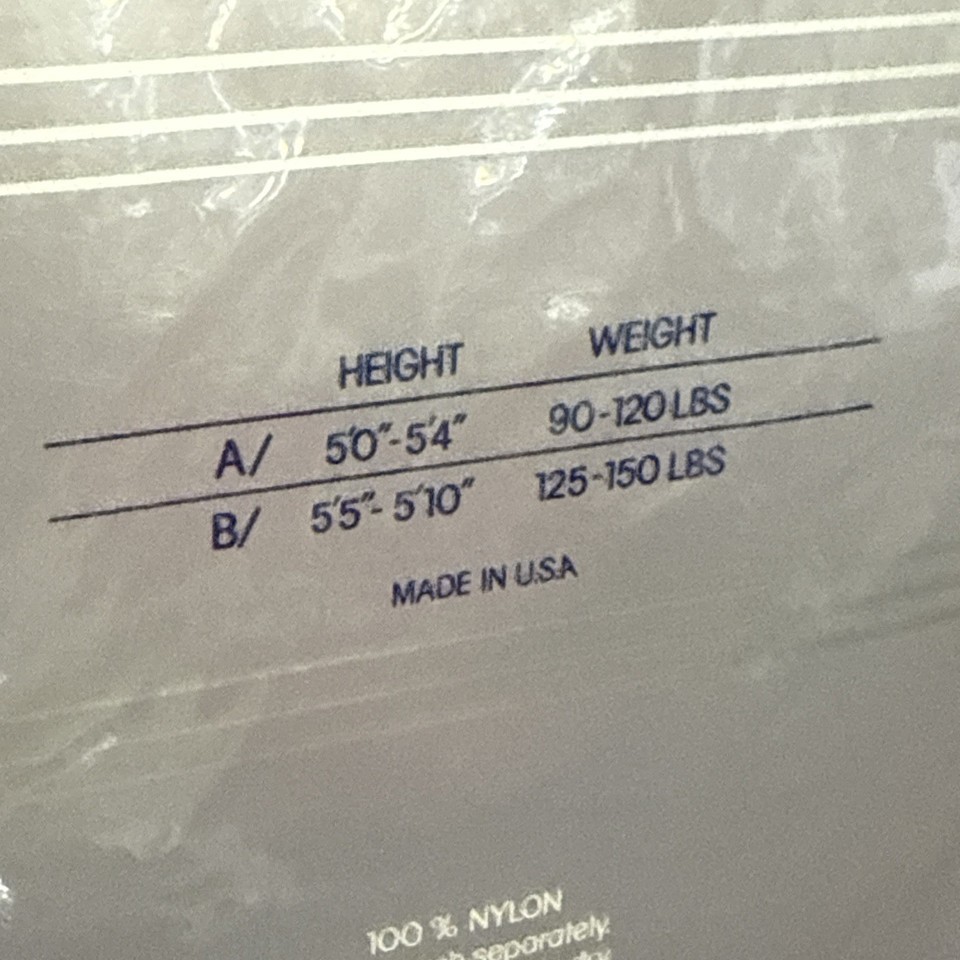 HEIGHT WEIGHT
A/ 5'0"-5'4" 90-120 LBS
B/ 5'5"- 5'10" 125-150 LBS
MADE IN U.S.A
100 % NYLON
separately.